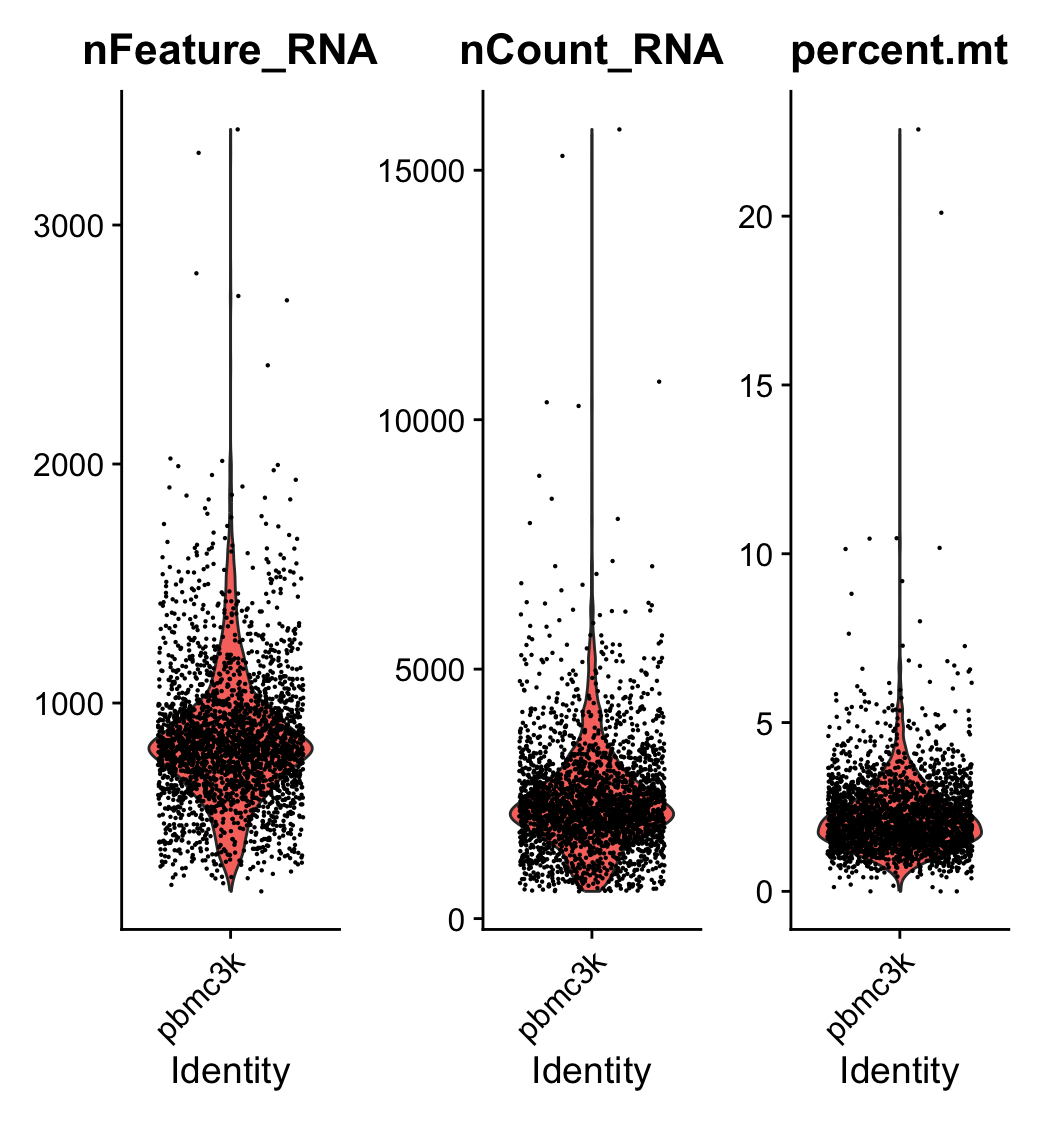 nFeature_RNA
3000
2000
1000
pbmc3k
Identity
nCount_RNA
15000
10000
5000
0
pbmc3k
Identity
percent.mt
20
15
10
5
0
pbmc3k
Identity